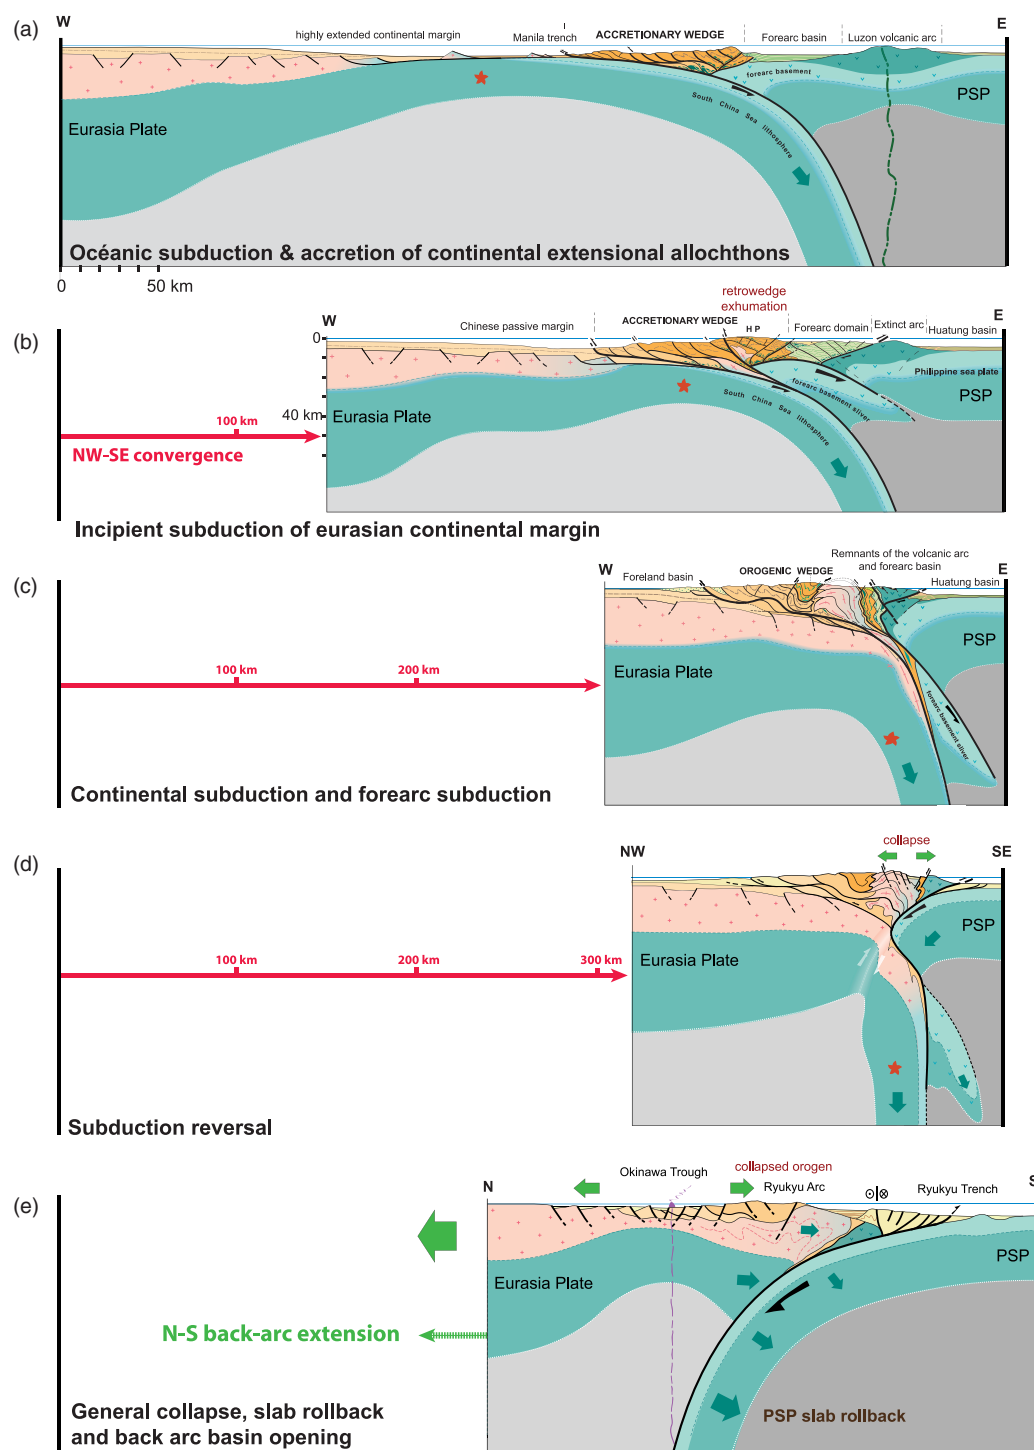 (a)
W
E
highly extended continental margin
Manila trench
ACCRETIONARY WEDGE
Forearc basin
Luzon volcanic arc
forearc basement
PSP
South China Sea lithosphere
Eurasia Plate
Océanic subduction & accretion of continental extensional allochthons
0
50 km
(b)
retrowedge
exhumation
W
E
Chinese passive margin
ACCRETIONARY WEDGE
H P
Forearc domain
Extinct arc
Huatung basin
0
Philippine sea plate
PSP
forearc basement sliver
South China Sea lithosphere
Eurasia Plate
40 km
100 km
NW-SE convergence
Incipient subduction of eurasian continental margin
(c)
Remnants of the volcanic arc
and forearc basin
W
E
Foreland basin
OROGENIC WEDGE
Huatung basin
PSP
Eurasia Plate
forearc basement sliver
100 km
200 km
Continental subduction and forearc subduction
(d)
collapse
NW
SE
PSP
Eurasia Plate
100 km
200 km
300 km
Subduction reversal
(e)
N
S
Okinawa Trough
collapsed orogen
Ryukyu Arc
Ryukyu Trench
PSP
Eurasia Plate
N-S back-arc extension
PSP slab rollback
General collapse, slab rollback
and back arc basin opening